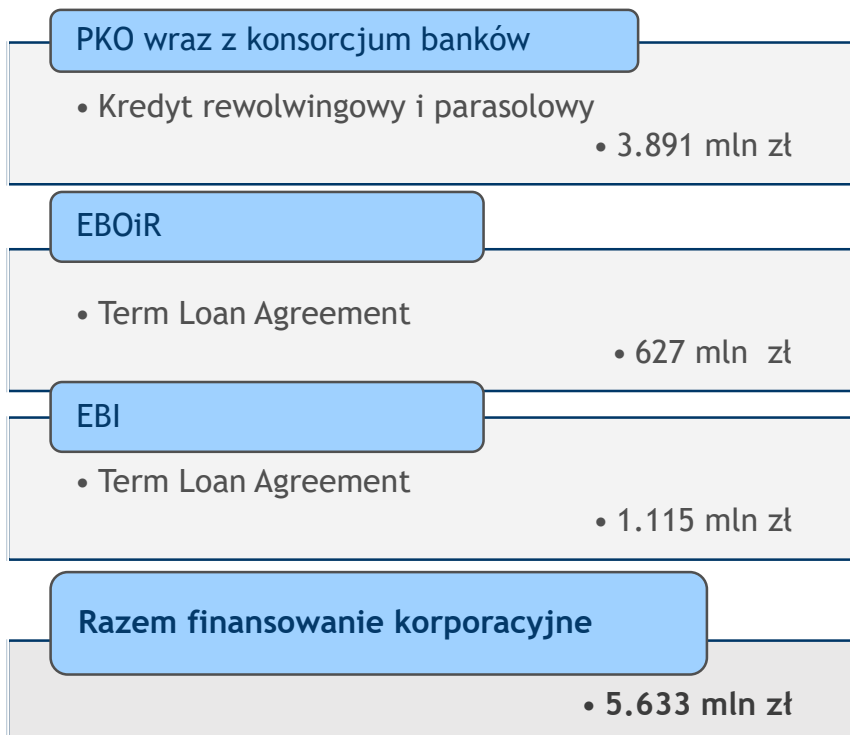 PKO wraz z konsorcjum banków
• Kredyt rewolwingowy i parasolowy
• 3.891 mln zł
EBOiR
• Term Loan Agreement
• 627 mln zł
EBI
• Term Loan Agreement
• 1.115 mln zł
Razem finansowanie korporacyjne
• 5.633 mln zł